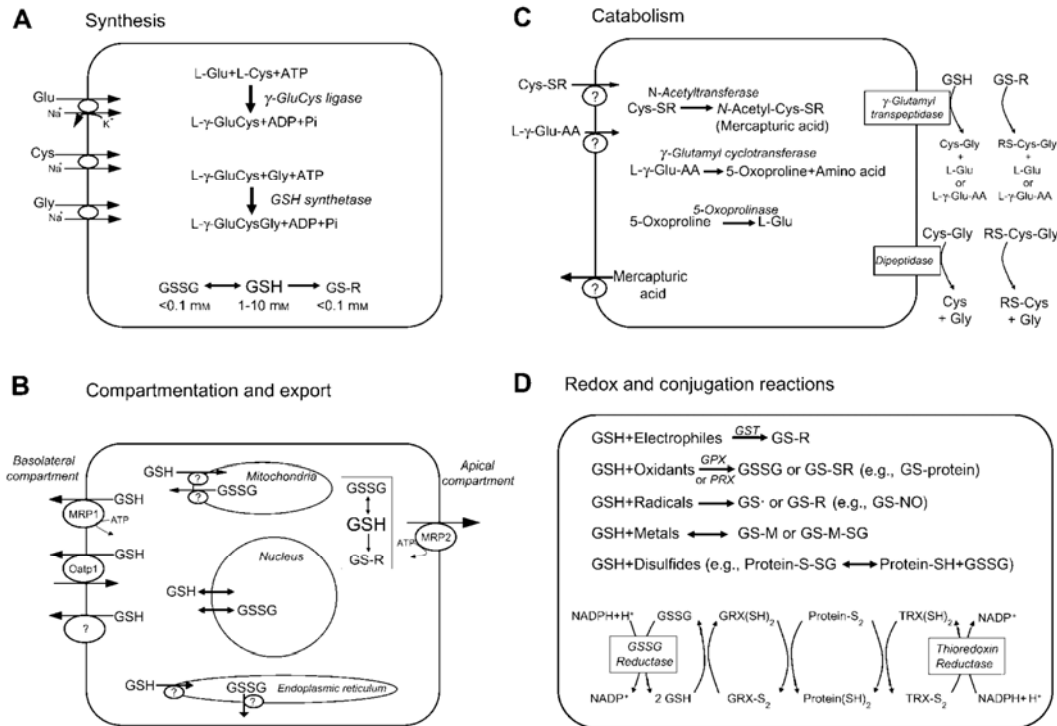 A
Synthesis
L-Glu+L-Cys+ATP
γ-GluCys ligase
L-γ-GluCys+ADP+Pi
L-γ-GluCys+Gly+ATP
GSH synthetase
L-γ-GluCysGly+ADP+Pi
Glu
Na⁺
K⁺
Cys
Na⁺
Gly
Na⁺
GSSG GSH GS-R
<0.1 mM 1-10 mM <0.1 mM
B
Compartmentation and export
Basolateral
compartment
GSH
MRP1
ATP
GSH
Oatp1
GSH
?
GSH
?
Mitochondria
?
GSSG
Nucleus
GSH
GSSG
GSH
?
GSSG
?
Endoplasmic reticulum
GSSG
GSH
GS-R
Apical
compartment
ATP
MRP2
C
Catabolism
Cys-SR
?
L-γ-Glu-AA
?
N-Acetyltransferase
Cys-SR N-Acetyl-Cys-SR
(Mercapturic acid)
γ-Glutamyl cyclotransferase
L-γ-Glu-AA 5-Oxoproline+Amino acid
5-Oxoprolinase
5-Oxoproline L-Glu
?
Mercapturic
acid
GSH GS-R
γ-Glutamyl
transpeptidase
Cys-Gly RS-Cys-Gly
+ +
L-Glu L-Glu
or or
L-γ-Glu-AA L-γ-Glu-AA
Cys-Gly RS-Cys-Gly
Dipeptidase
Cys RS-Cys
+ Gly + Gly
D
Redox and conjugation reactions
GST
GSH+Electrophiles GS-R
GPX
GSH+Oxidants GSSG or GS-SR (e.g., GS-protein)
or PRX
GSH+Radicals GS· or GS-R (e.g., GS-NO)
GSH+Metals GS-M or GS-M-SG
GSH+Disulfides (e.g., Protein-S-SG Protein-SH+GSSG)
NADPH+H⁺ GSSG GRX(SH)₂ Protein-S₂ TRX(SH)₂ NADP⁺
GSSG
Reductase
Thioredoxin
Reductase
NADP⁺ 2 GSH GRX-S₂ Protein(SH)₂ TRX-S₂ NADPH+H⁺